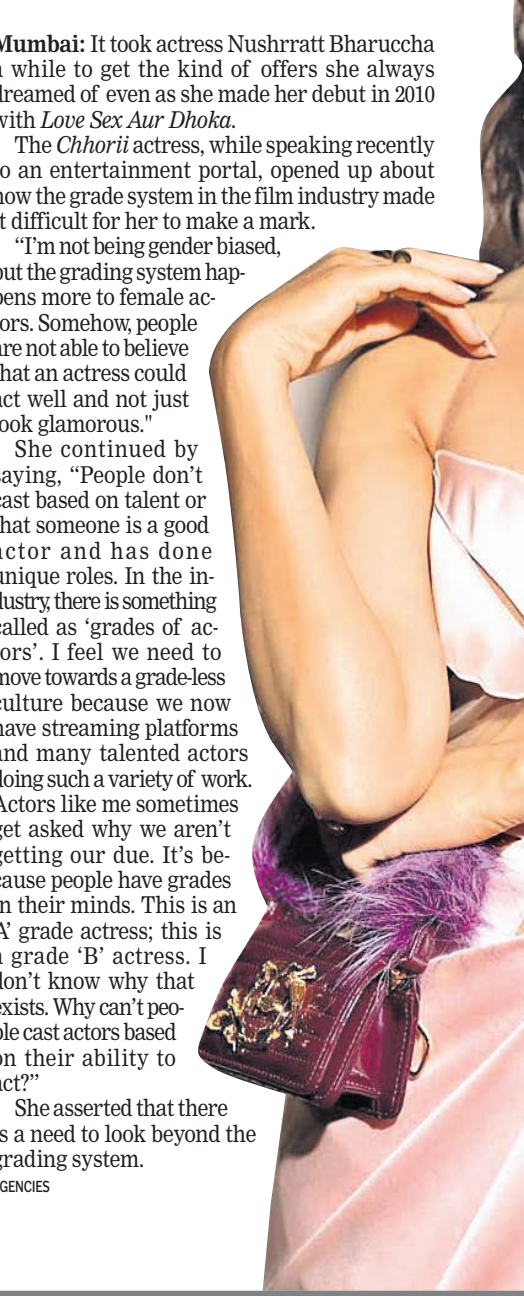 Mumbai: It took actress Nushrratt Bharuccha
a while to get the kind of offers she always
dreamed of even as she made her debut in 2010
with Love Sex Aur Dhoka.
The Chhorii actress, while speaking recently
o an entertainment portal, opened up about
how the grade system in the film industry made
t difficult for her to make a mark.
“I’m not being gender biased,
but the grading system hap-
pens more to female ac-
ors. Somehow, people
are not able to believe
hat an actress could
act well and not just
ook glamorous."
She continued by
saying, “People don’t
cast based on talent or
hat someone is a good
actor and has done
unique roles. In the in-
dustry, there is something
called as ‘grades of ac-
ors’. I feel we need to
move towards a grade-less
culture because we now
have streaming platforms
and many talented actors
doing such a variety of work.
Actors like me sometimes
get asked why we aren’t
getting our due. It’s be-
cause people have grades
n their minds. This is an
A’ grade actress; this is
a grade ‘B’ actress. I
don’t know why that
exists. Why can’t peo-
ple cast actors based
on their ability to
act?”
She asserted that there
s a need to look beyond the
grading system.
GENCIES